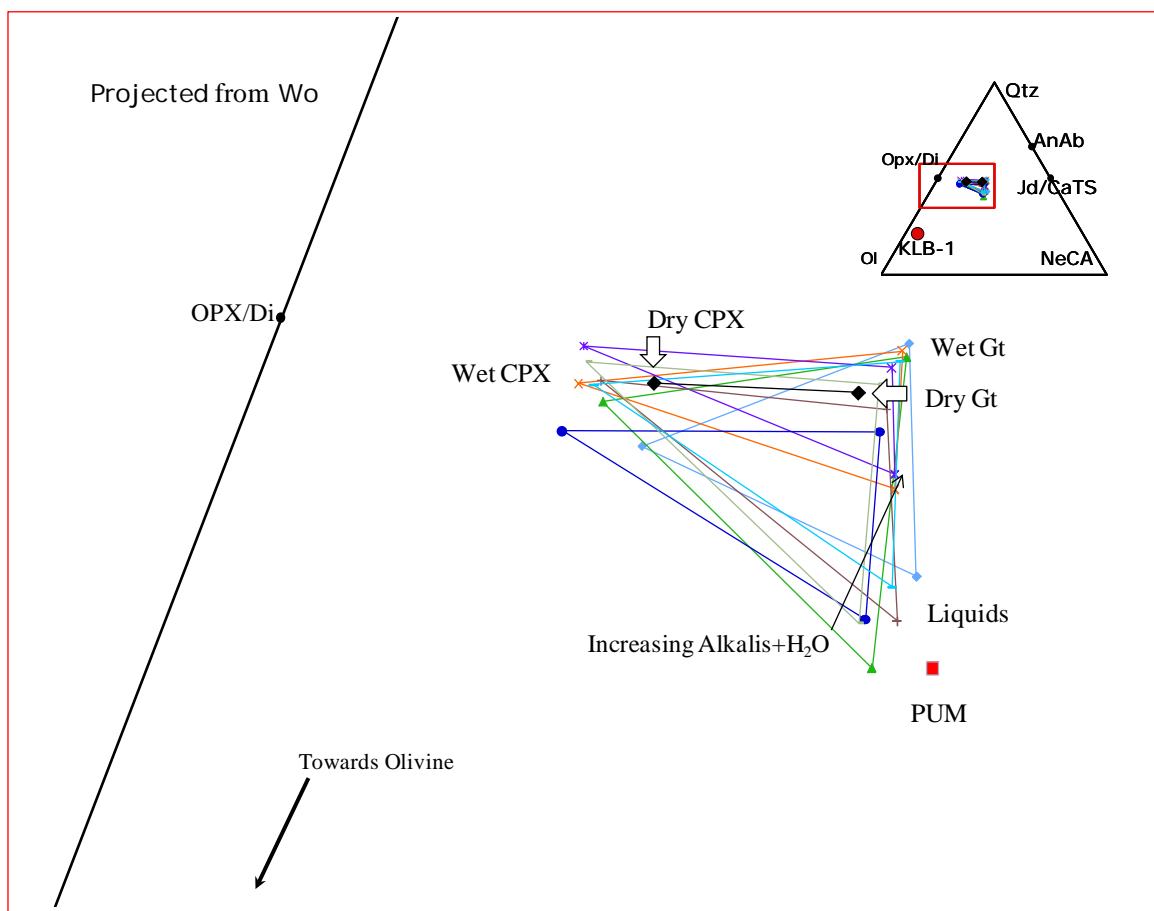 Projected from Wo
Qtz
AnAb
Opx/Di
Jd/CaTS
KLB-1
Ol
NeCA
OPX/Di
Dry CPX
Wet Gt
Wet CPX
Dry Gt
Liquids
Increasing Alkalis+H₂O
PUM
Towards Olivine